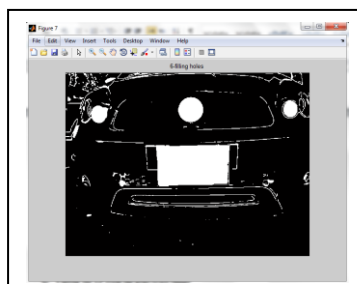 Figure 7
File Edit View Insert Tools Desktop Window Help
6-filling holes